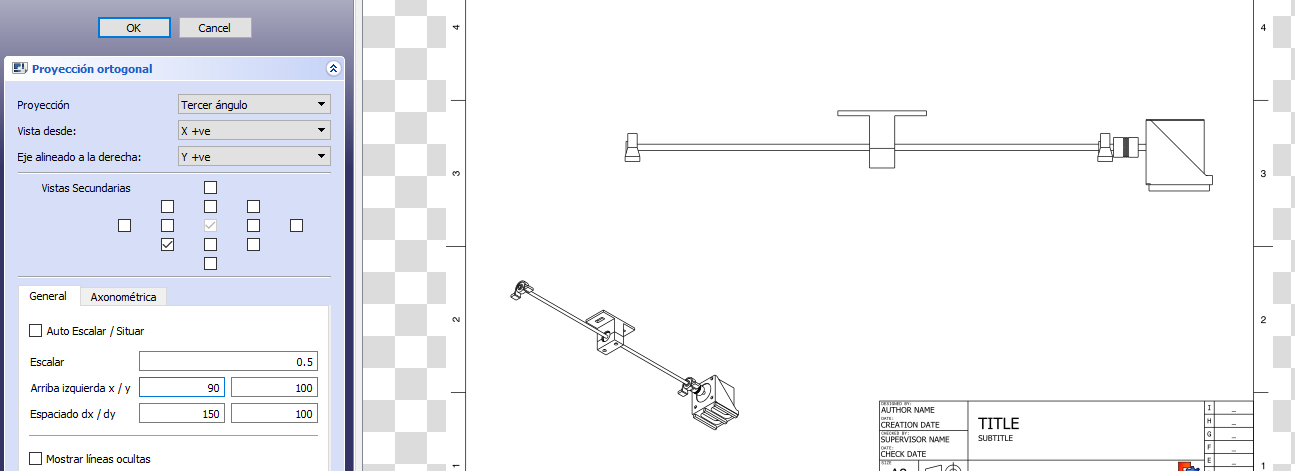 OK Cancel
Proyección ortogonal
Proyección Tercer ángulo
Vista desde: X +ve
Eje alineado a la derecha: Y +ve
Vistas Secundarias
General Axonométrica
Auto Escalar / Situar
Escalar 0.5
Arriba izquierda x / y 90 100
Espaciado dx / dy 150 100
Mostrar líneas ocultas
4 4
3 3
2 2
1 1
DESIGNED BY:
AUTHOR NAME
DATE:
CREATION DATE
CHECKED BY:
SUPERVISOR NAME
DATE:
CHECK DATE
SIZE
TITLE
SUBTITLE
I _
H _
G _
F _
E _